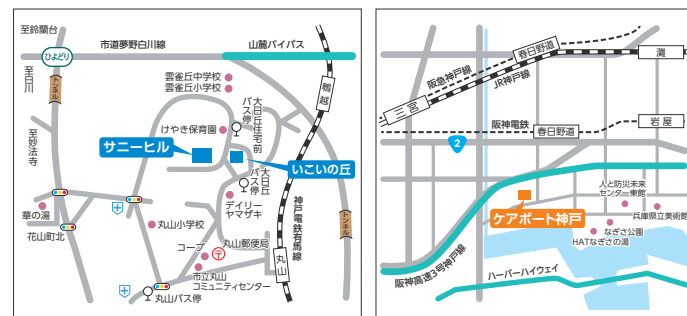 至鈴蘭台
ひよどり
市道夢野白川線
山麓バイパス
至白川
トンネル
雲雀丘中学校
雲雀丘小学校
鵯越
大日丘住宅前
バス停
けやき保育園
至妙法寺
サニーヒル
いこいの丘
大日丘
バス停
デイリー
ヤマザキ
神戸電鉄有馬線
トンネル
華の湯
花山町北
丸山小学校
丸山郵便局
コープ
丸山
市立丸山
コミュニティセンター
丸山バス停
春日野道
灘
阪急神戸線
JR神戸線
三宮
阪神電鉄
春日野道
岩屋
2
人と防災未来
センター東館
ケアポート神戸
兵庫県立美術館
なぎさ公園
HATなぎさの湯
阪神高速3号神戸線
ハーバーハイウェイ